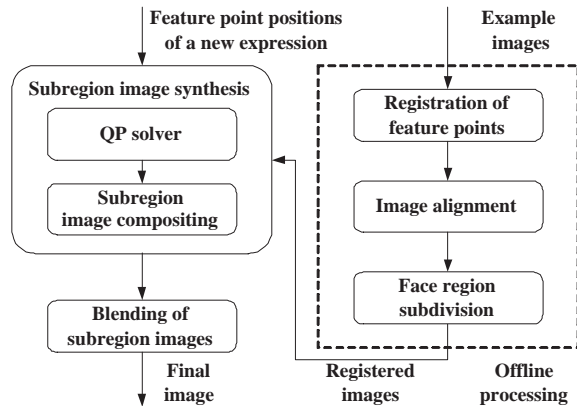 Feature point positions
of a new expression
Subregion image synthesis
QP solver
Subregion
image compositing
Blending of
subregion images
Final
image
Example
images
Registration of
feature points
Image alignment
Face region
subdivision
Registered
images
Offline
processing